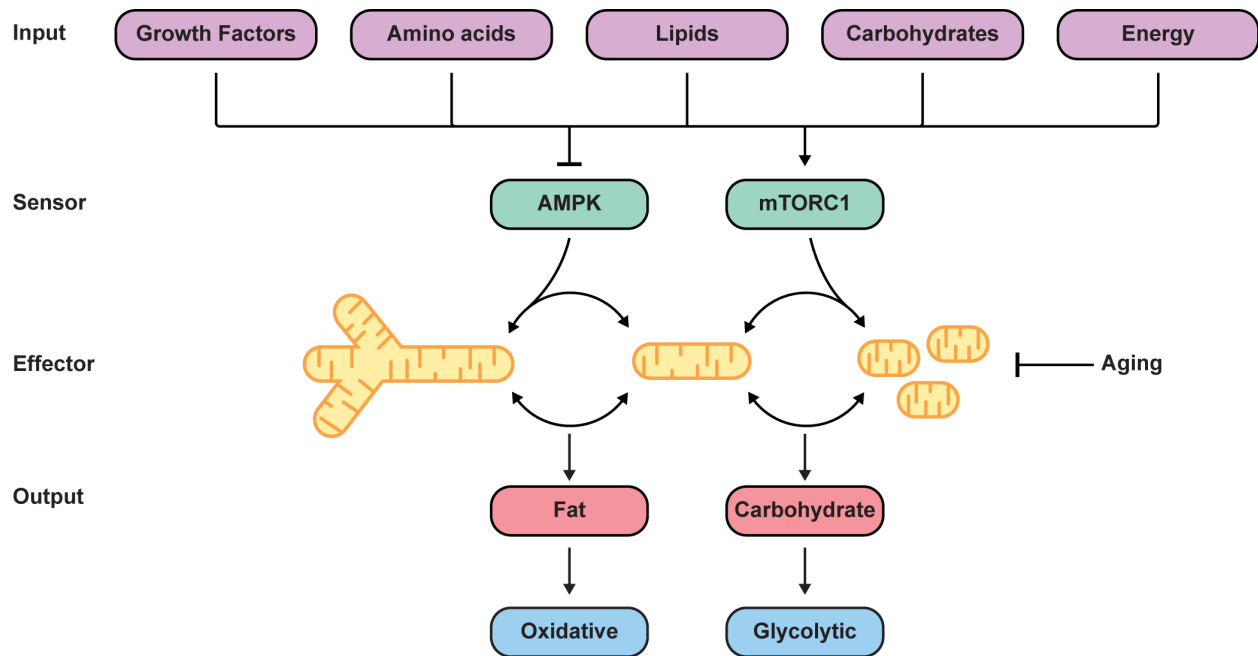 Input
Growth Factors
Amino acids
Lipids
Carbohydrates
Energy
Sensor
AMPK
mTORC1
Effector
Aging
Output
Fat
Carbohydrate
Oxidative
Glycolytic